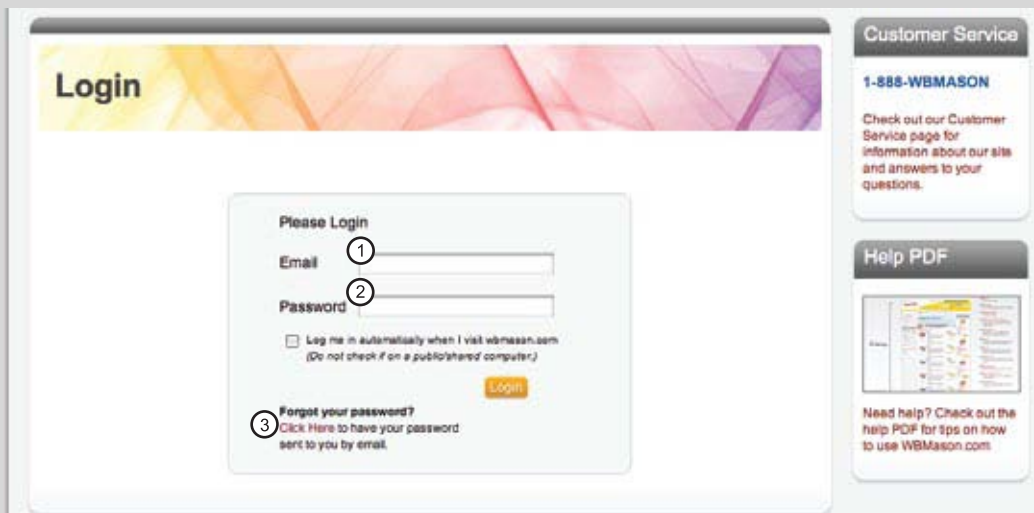 Login
Please Login
1
Email
2
Password
Log me in automatically when I visit wbmason.com
(Do not check if on a public/shared computer.)
Login
Forgot your password?
3
Click Here to have your password
sent to you by email.
Customer Service
1-888-WBMASON
Check out our Customer
Service page for
information about our site
and answers to your
questions.
Help PDF
Need help? Check out the
help PDF for tips on how
to use WBMason.com